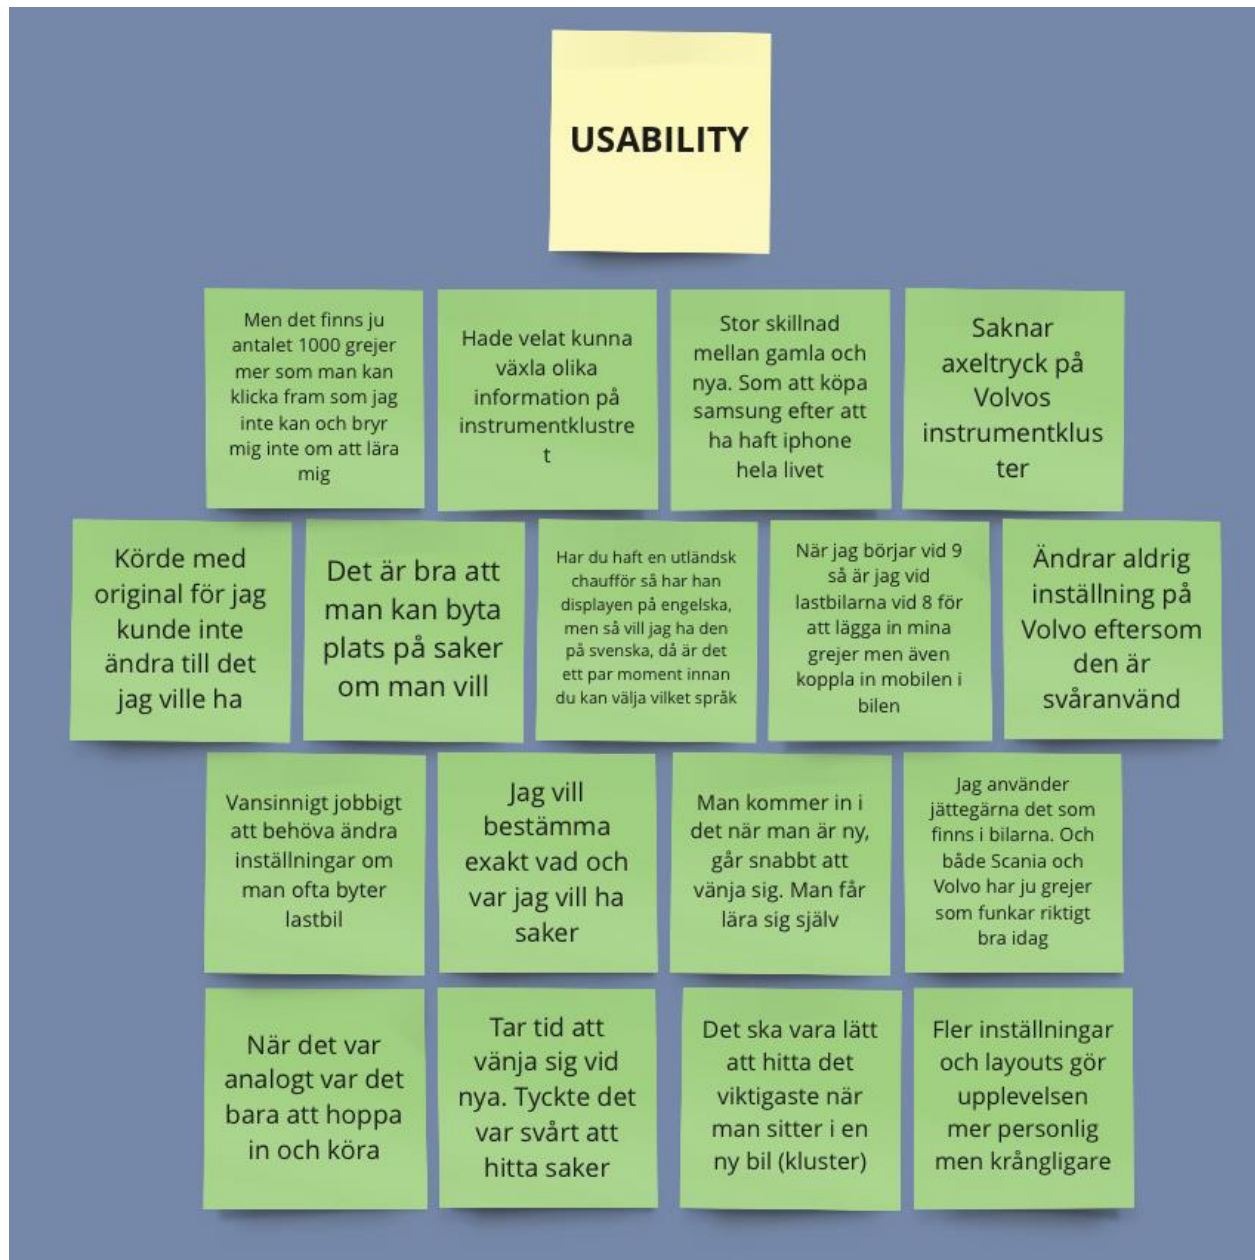 USABILITY
Men det finns ju
antalet 1000 grejer
mer som man kan
klicka fram som jag
inte kan och bryr
mig inte om att lära
mig
Hade velat kunna
växla olika
information på
instrumentklustre
t
Stor skillnad
mellan gamla och
nya. Som att köpa
samsung efter att
ha haft iphone
hela livet
Saknar
axeltryck på
Volvos
instrumentklus
ter
Körde med
original för jag
kunde inte
ändra till det
jag ville ha
Det är bra att
man kan byta
plats på saker
om man vill
Har du haft en utländsk
chaufför så har han
displayen på engelska,
men så vill jag ha den
på svenska, då är det
ett par moment innan
du kan välja vilket språk
När jag börjar vid 9
så är jag vid
lastbilarna vid 8 för
att lägga in mina
grejer men även
koppla in mobilen i
bilen
Ändrar aldrig
inställning på
Volvo eftersom
den är
svåranvänd
Vansinnigt jobbigt
att behöva ändra
inställningar om
man ofta byter
lastbil
Jag vill
bestämma
exakt vad och
var jag vill ha
saker
Man kommer in i
det när man är ny,
går snabbt att
vänja sig. Man får
lära sig själv
Jag använder
jättegärna det som
finns i bilarna. Och
både Scania och
Volvo har ju grejer
som funkar riktigt
bra idag
När det var
analogt var det
bara att hoppa
in och köra
Tar tid att
vänja sig vid
nya. Tyckte det
var svårt att
hitta saker
Det ska vara lätt
att hitta det
viktigaste när
man sitter i en
ny bil (kluster)
Fler inställningar
och layouts gör
upplevelsen
mer personlig
men krångligare